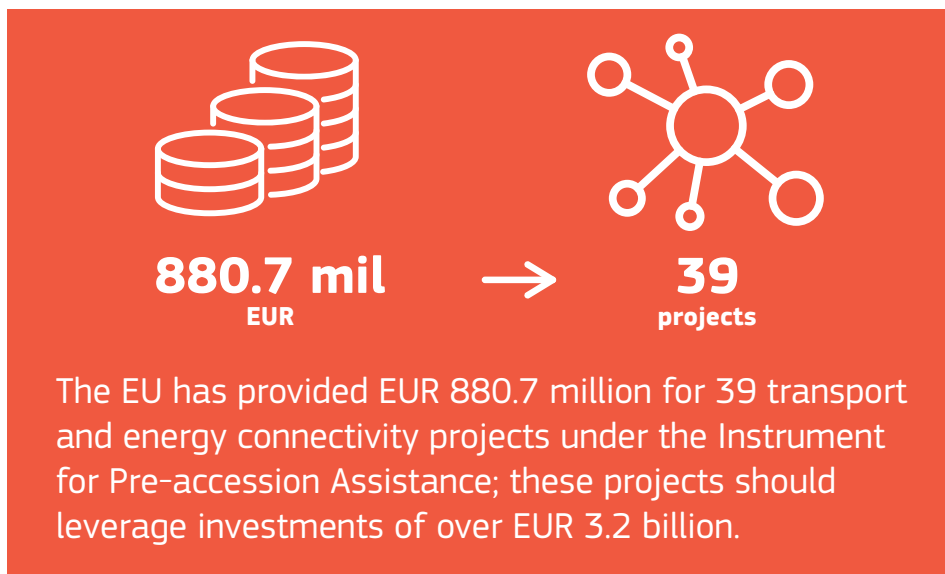 880.7 mil
EUR
39
projects
The EU has provided EUR 880.7 million for 39 transport
and energy connectivity projects under the Instrument
for Pre-accession Assistance; these projects should
leverage investments of over EUR 3.2 billion.